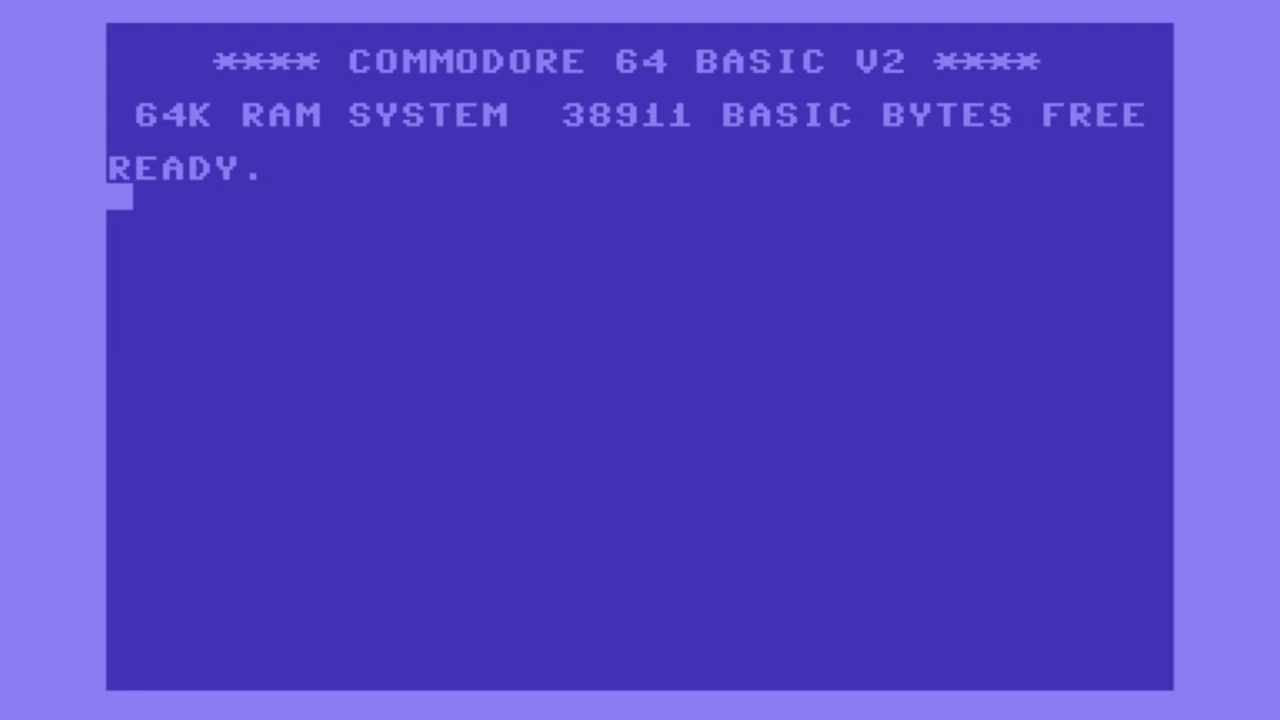 **** COMMODORE 64 BASIC V2 ****
64K RAM SYSTEM  38911 BASIC BYTES FREE
READY.